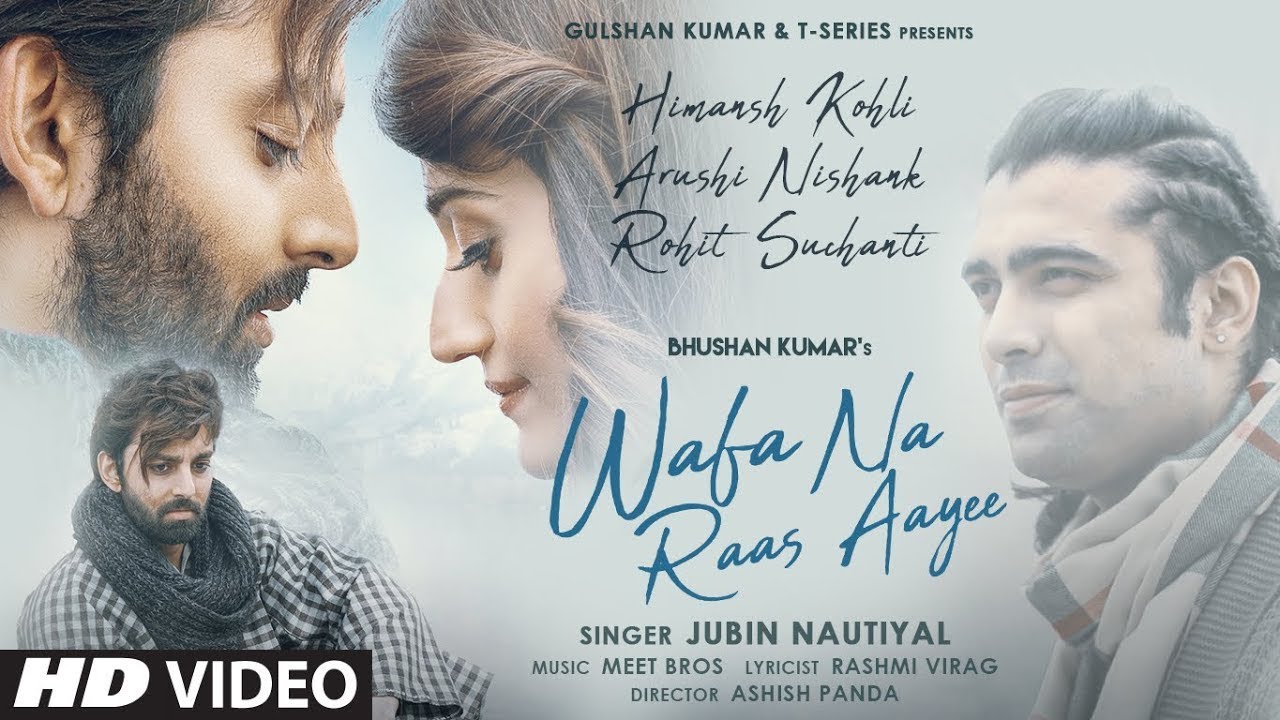 GULSHAN KUMAR & T-SERIES PRESENTS
Himansh Kohli
Arushi Nishank
Rohit Suchanti
BHUSHAN KUMAR's
Wafa Na
Raas Aayee
SINGER JUBIN NAUTIYAL
MUSIC MEET BROS LYRICIST RASHMI VIRAG
DIRECTOR ASHISH PANDA
HD VIDEO